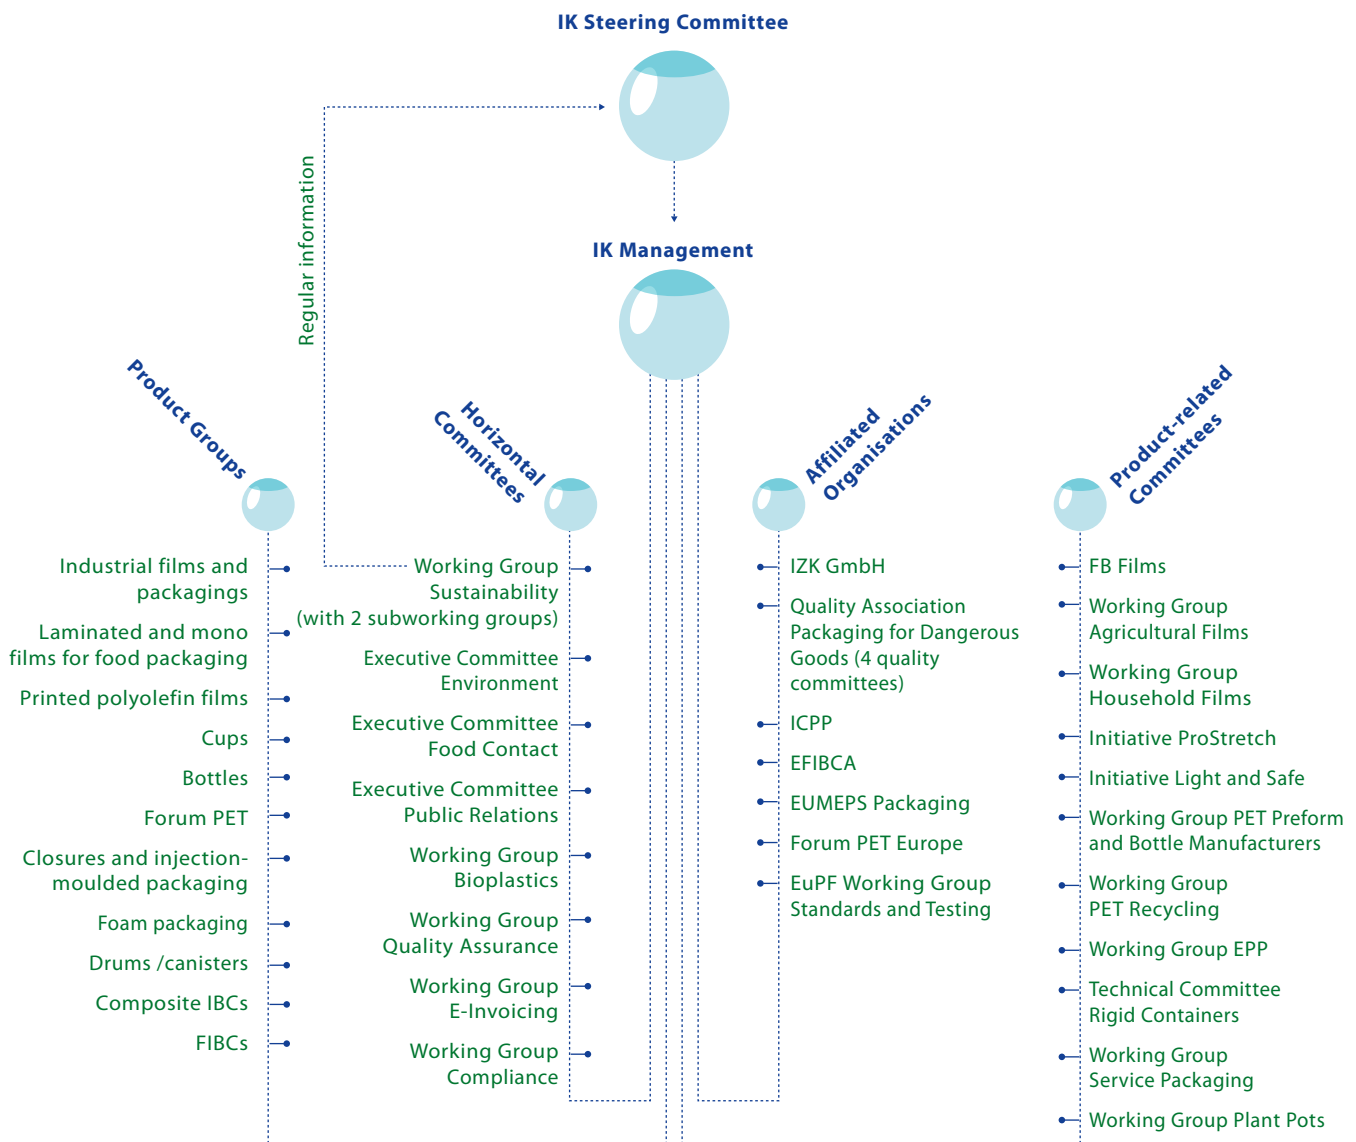 IK Steering Committee
Regular information
IK Management
Product Groups
Industrial films and
packagings
Laminated and mono
films for food packaging
Printed polyolefin films
Cups
Bottles
Forum PET
Closures and injection-
moulded packaging
Foam packaging
Drums /canisters
Composite IBCs
FIBCs
Horizontal
Committees
Working Group
Sustainability
(with 2 subworking groups)
Executive Committee
Environment
Executive Committee
Food Contact
Executive Committee
Public Relations
Working Group
Bioplastics
Working Group
Quality Assurance
Working Group
E-Invoicing
Working Group
Compliance
Affiliated
Organisations
IZK GmbH
Quality Association
Packaging for Dangerous
Goods (4 quality
committees)
ICPP
EFIBCA
EUMEPS Packaging
Forum PET Europe
EuPF Working Group
Standards and Testing
Product-related
Committees
FB Films
Working Group
Agricultural Films
Working Group
Household Films
Initiative ProStretch
Initiative Light and Safe
Working Group PET Preform
and Bottle Manufacturers
Working Group
PET Recycling
Working Group EPP
Technical Committee
Rigid Containers
Working Group
Service Packaging
Working Group Plant Pots